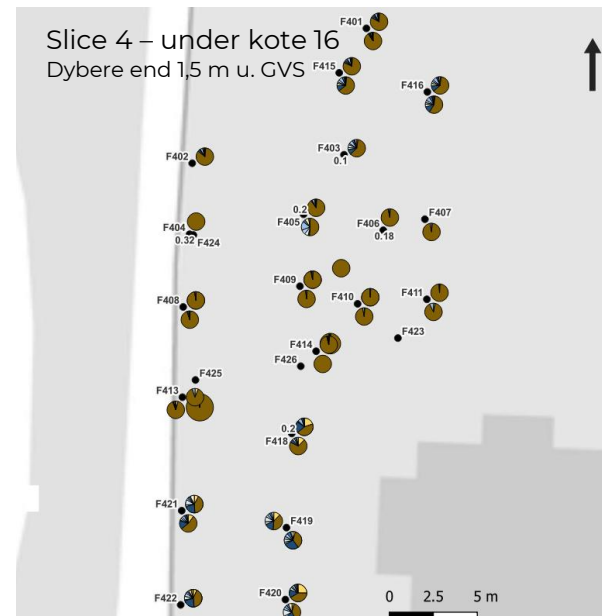 Slice 4 – under kote 16
Dybere end 1,5 m u. GVS
F401
F415
F416
F403
0.1
F402
0.2
F405
F406
0.18
F407
F404
0.32 F424
F409
F410
F411
F408
F414
F423
F426
F425
F413
0.2
F418
F421
F419
F422
F420
0 2.5 5 m